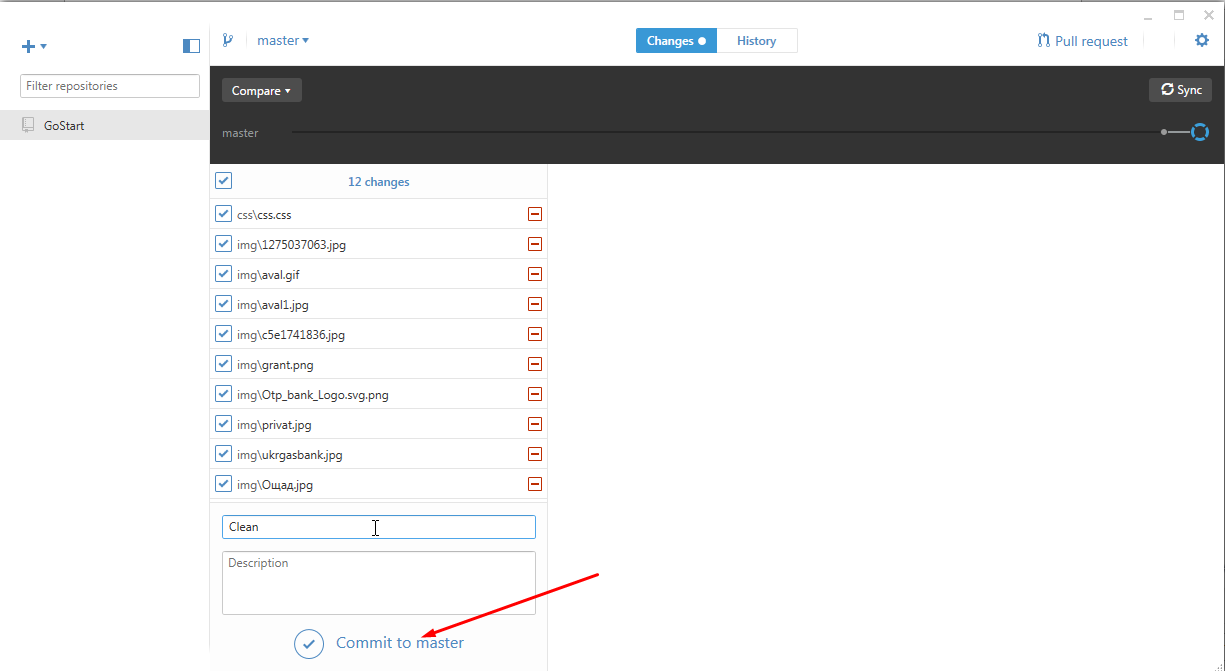 master
Changes
History
Pull request
Filter repositories
GoStart
Compare
Sync
master
12 changes
css\css.css
img\1275037063.jpg
img\aval.gif
img\aval1.jpg
img\c5e1741836.jpg
img\grant.png
img\Otp_bank_Logo.svg.png
img\privat.jpg
img\ukrgasbank.jpg
img\Ощад.jpg
Clean
Description
Commit to master